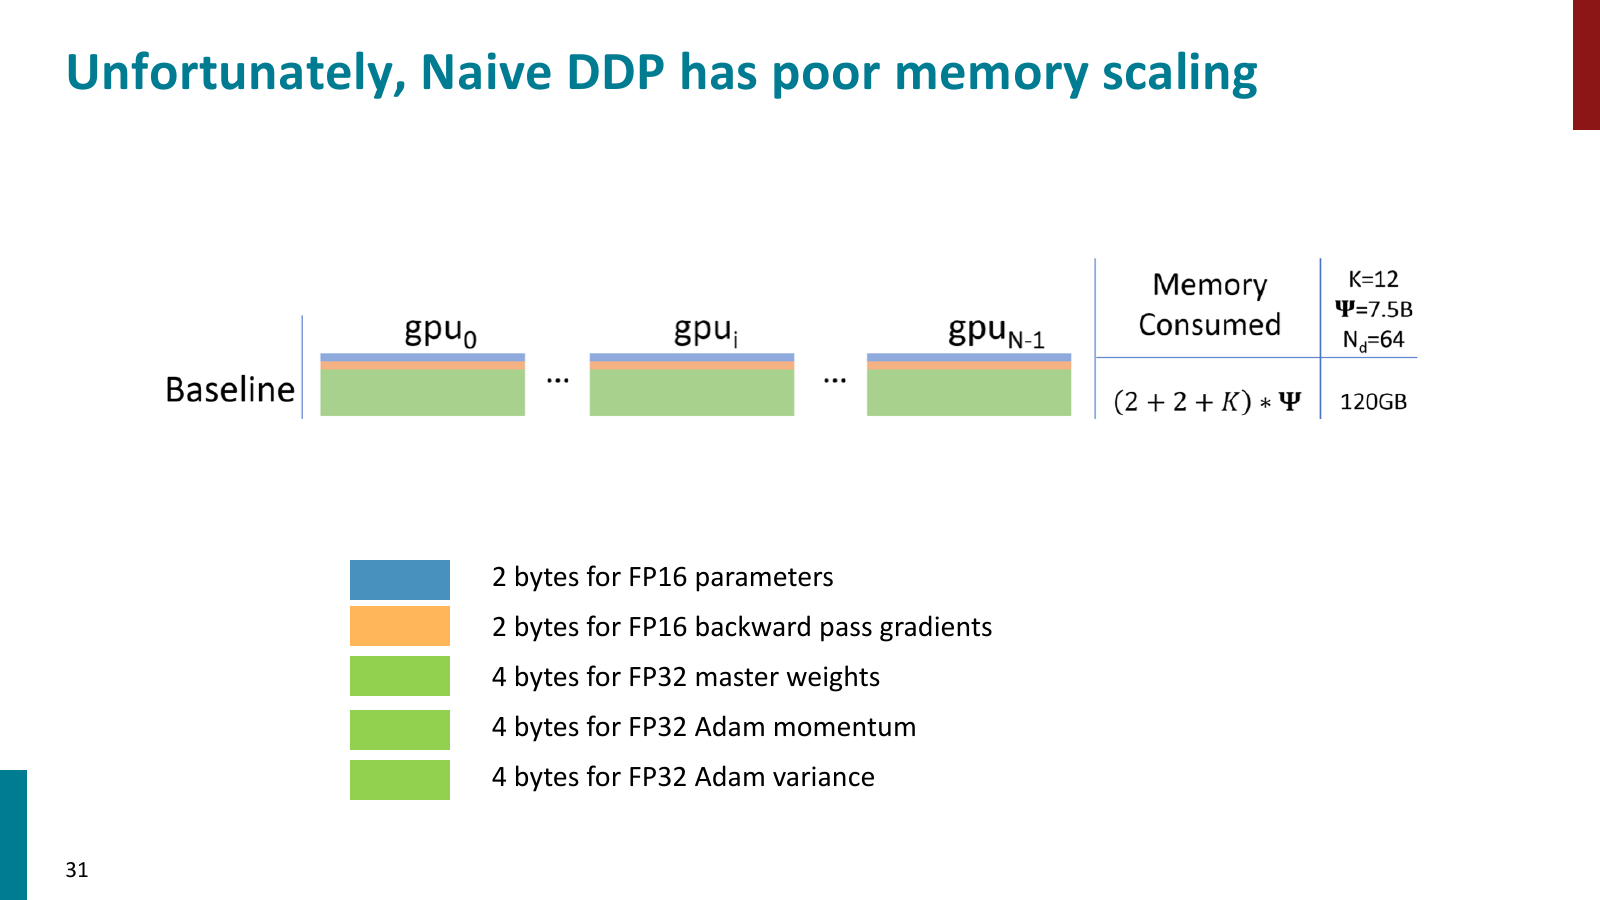 Unfortunately, Naive DDP has poor memory scaling
Baseline
gpu0
...
gpui
...
gpuN-1
Memory
Consumed
K=12
Ψ=7.5B
Nd=64
(2 + 2 + K) ∗ Ψ
120GB
2 bytes for FP16 parameters
2 bytes for FP16 backward pass gradients
4 bytes for FP32 master weights
4 bytes for FP32 Adam momentum
4 bytes for FP32 Adam variance
31